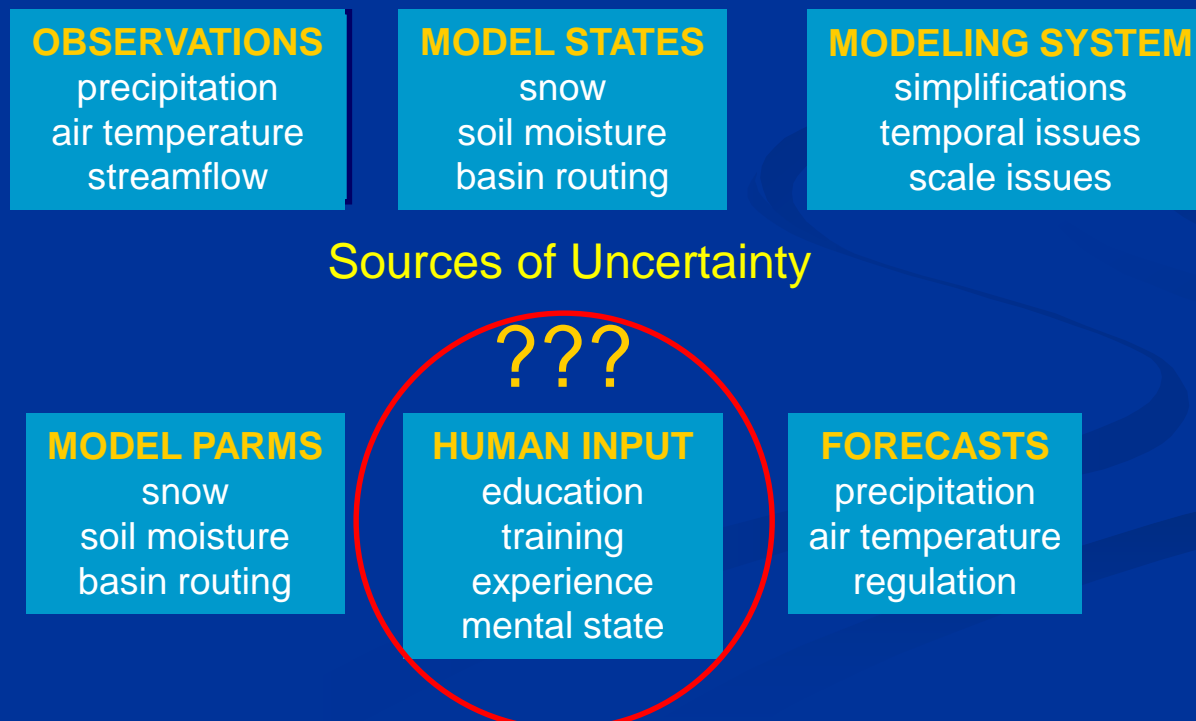 OBSERVATIONS
precipitation
air temperature
streamflow
MODEL STATES
snow
soil moisture
basin routing
MODELING SYSTEM
simplifications
temporal issues
scale issues
Sources of Uncertainty
???
MODEL PARMS
snow
soil moisture
basin routing
HUMAN INPUT
education
training
experience
mental state
FORECASTS
precipitation
air temperature
regulation